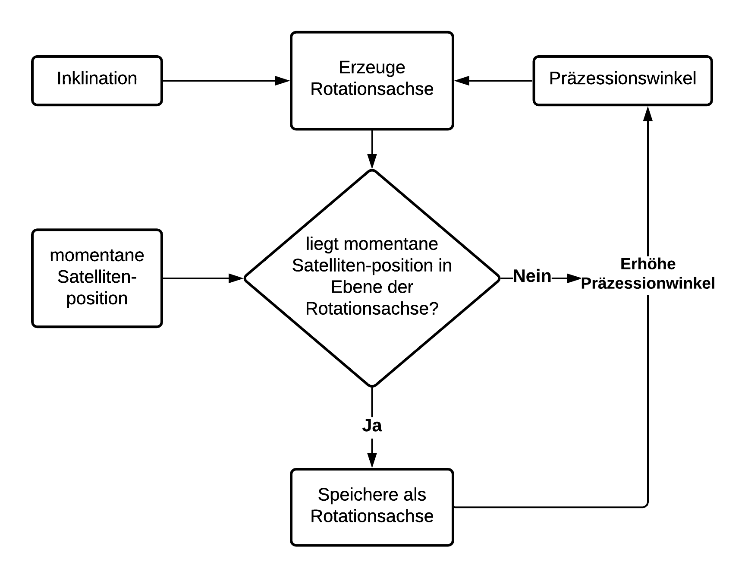 Inklination
Erzeuge
Rotationsachse
Präzessionswinkel
momentane
Satelliten-
position
liegt momentane
Satelliten-position in
Ebene der
Rotationsachse?
Nein
Erhöhe
Präzessionwinkel
Ja
Speichere als
Rotationsachse